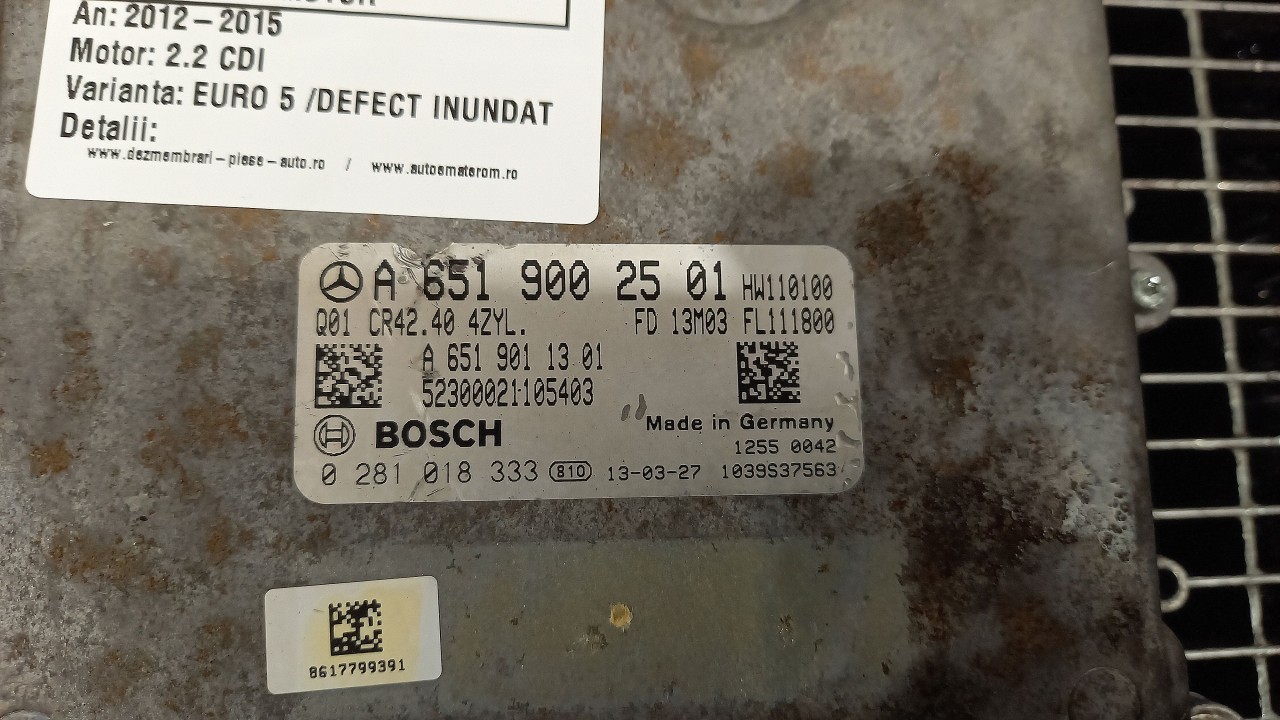 An: 2012 - 2015
Motor: 2.2 CDI
Varianta: EURO 5 /DEFECT INUNDAT
Detalii:
www.dezmembrari-piese-auto.ro / www.autoematerom.ro
A 651 900 25 01 HW110100
Q01 CR42.40 4ZYL. FD 13M03 FL111800
A 651 901 13 01
52300021105403
Made in Germany
BOSCH
1255 0042
0 281 018 333 810 13-03-27 1039S37563
8617799391